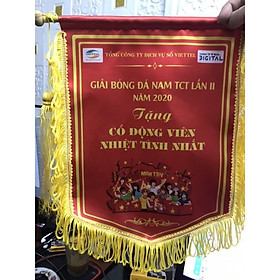 TỔNG CÔNG TY DỊCH VỤ SỐ VIETTEL
DIGITAL
GIẢI BÓNG ĐÁ NAM TCT LẦN II
NĂM 2020
Tặng
CỔ ĐỘNG VIÊN
NHIỆT TÌNH NHẤT